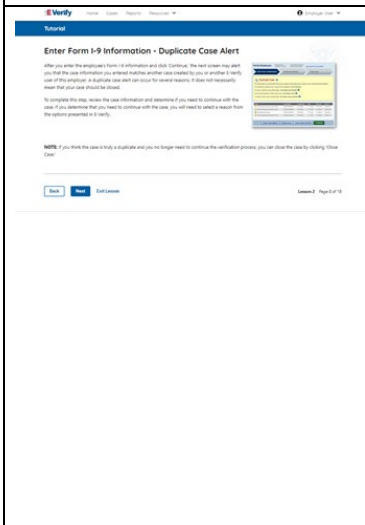 E-Verify Home Cases Reports Resources Employer User
Tutorial
Enter Form I-9 Information - Duplicate Case Alert
After you enter the employee's Form I-9 information and click 'Continue,' the next screen may alert
you that the case information you entered matches another case created by you or another E-Verify
user of this employer. A duplicate case alert can occur for several reasons; it does not necessarily
mean that your case should be closed.
To complete this step, review the case information and determine if you need to continue with the
case. If you determine that you need to continue with the case, you will need to select a reason from
the options presented in E-Verify.
NOTE: If you think the case is truly a duplicate and you no longer need to continue the verification process, you can close the case by clicking 'Close
Case.'
Back Next Exit Lesson Lesson 2 Page 8 of 18